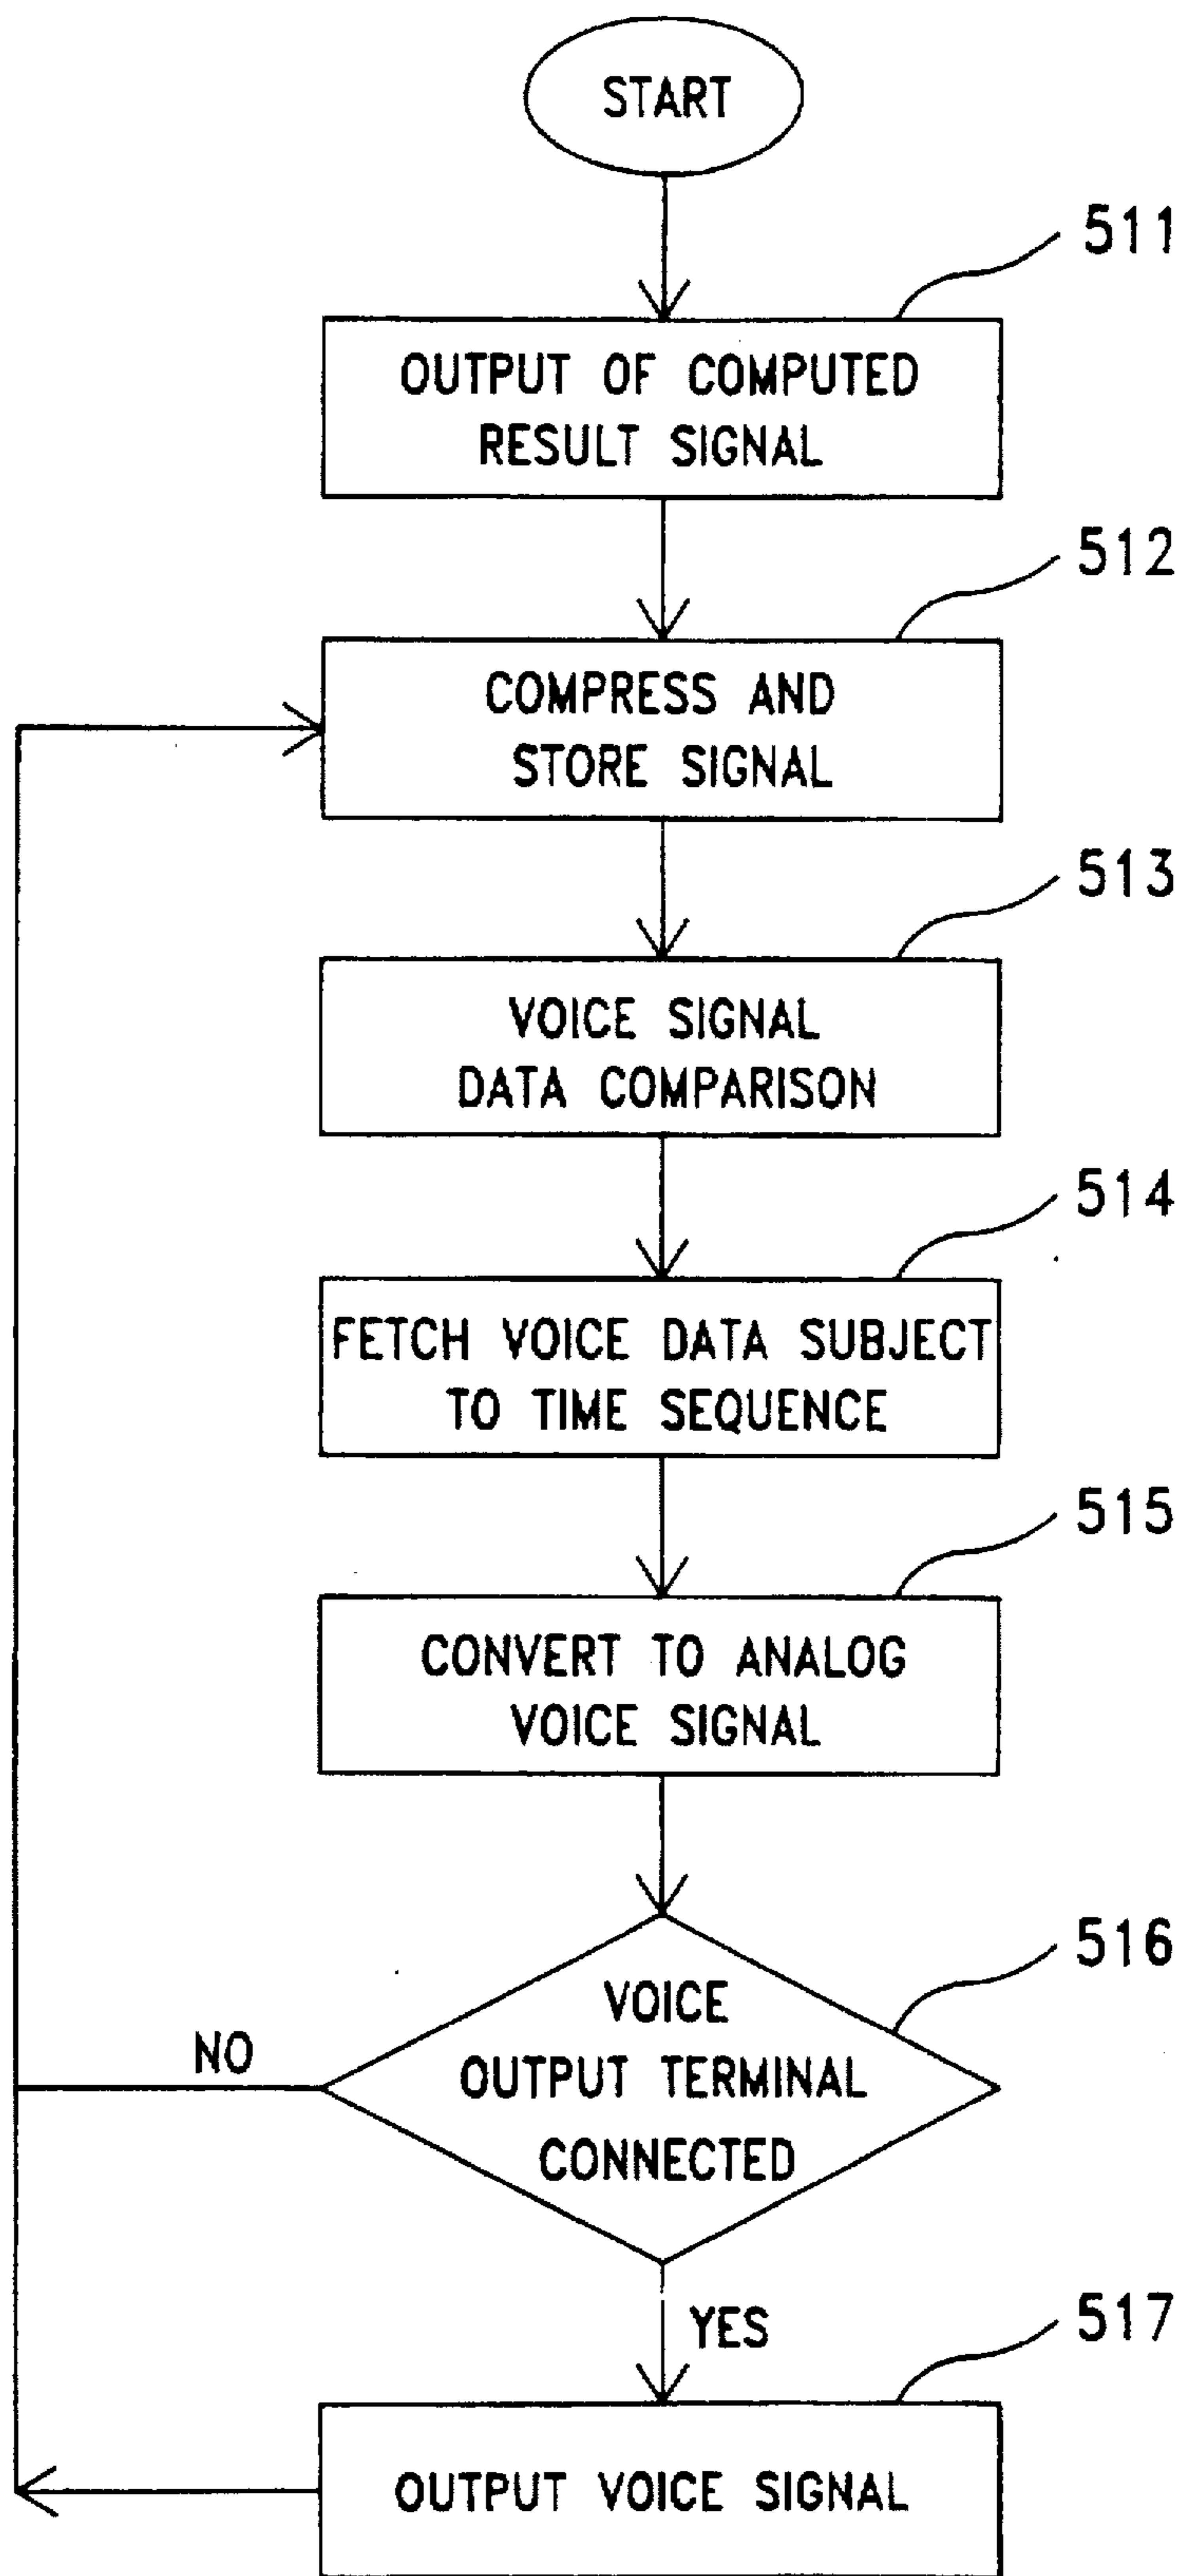 START
511
OUTPUT OF COMPUTED
RESULT SIGNAL
512
COMPRESS AND
STORE SIGNAL
513
VOICE SIGNAL
DATA COMPARISON
514
FETCH VOICE DATA SUBJECT
TO TIME SEQUENCE
515
CONVERT TO ANALOG
VOICE SIGNAL
516
VOICE
OUTPUT TERMINAL
CONNECTED
NO
YES
517
OUTPUT VOICE SIGNAL